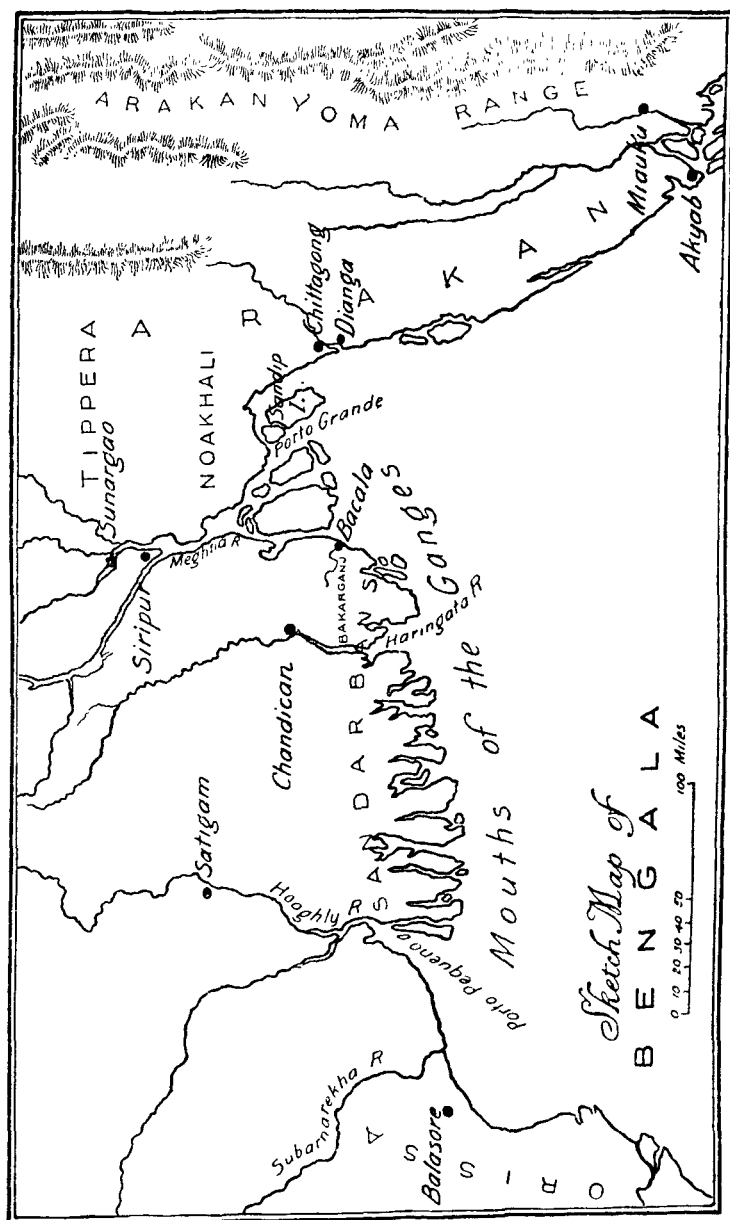 Sketch Map of
BENGALA
0 10 20 30 40 50 100 Miles
ARAKAN YOMA RANGE
TIPPERA
Sunargao
NOAKHALI
Siripur
Meghna R
Sandip
I.
Porto Grande
Chittagong
Dianga
ARAKAN
Miauku
Akyab
Bacala
BAKARGANJ
Haringata R
Chandican
SANDARBANS
Mouths of the Ganges
Satigam
Hooghly R
Porto Pequeno
Subarnarekha R
Balasore
ORISSA